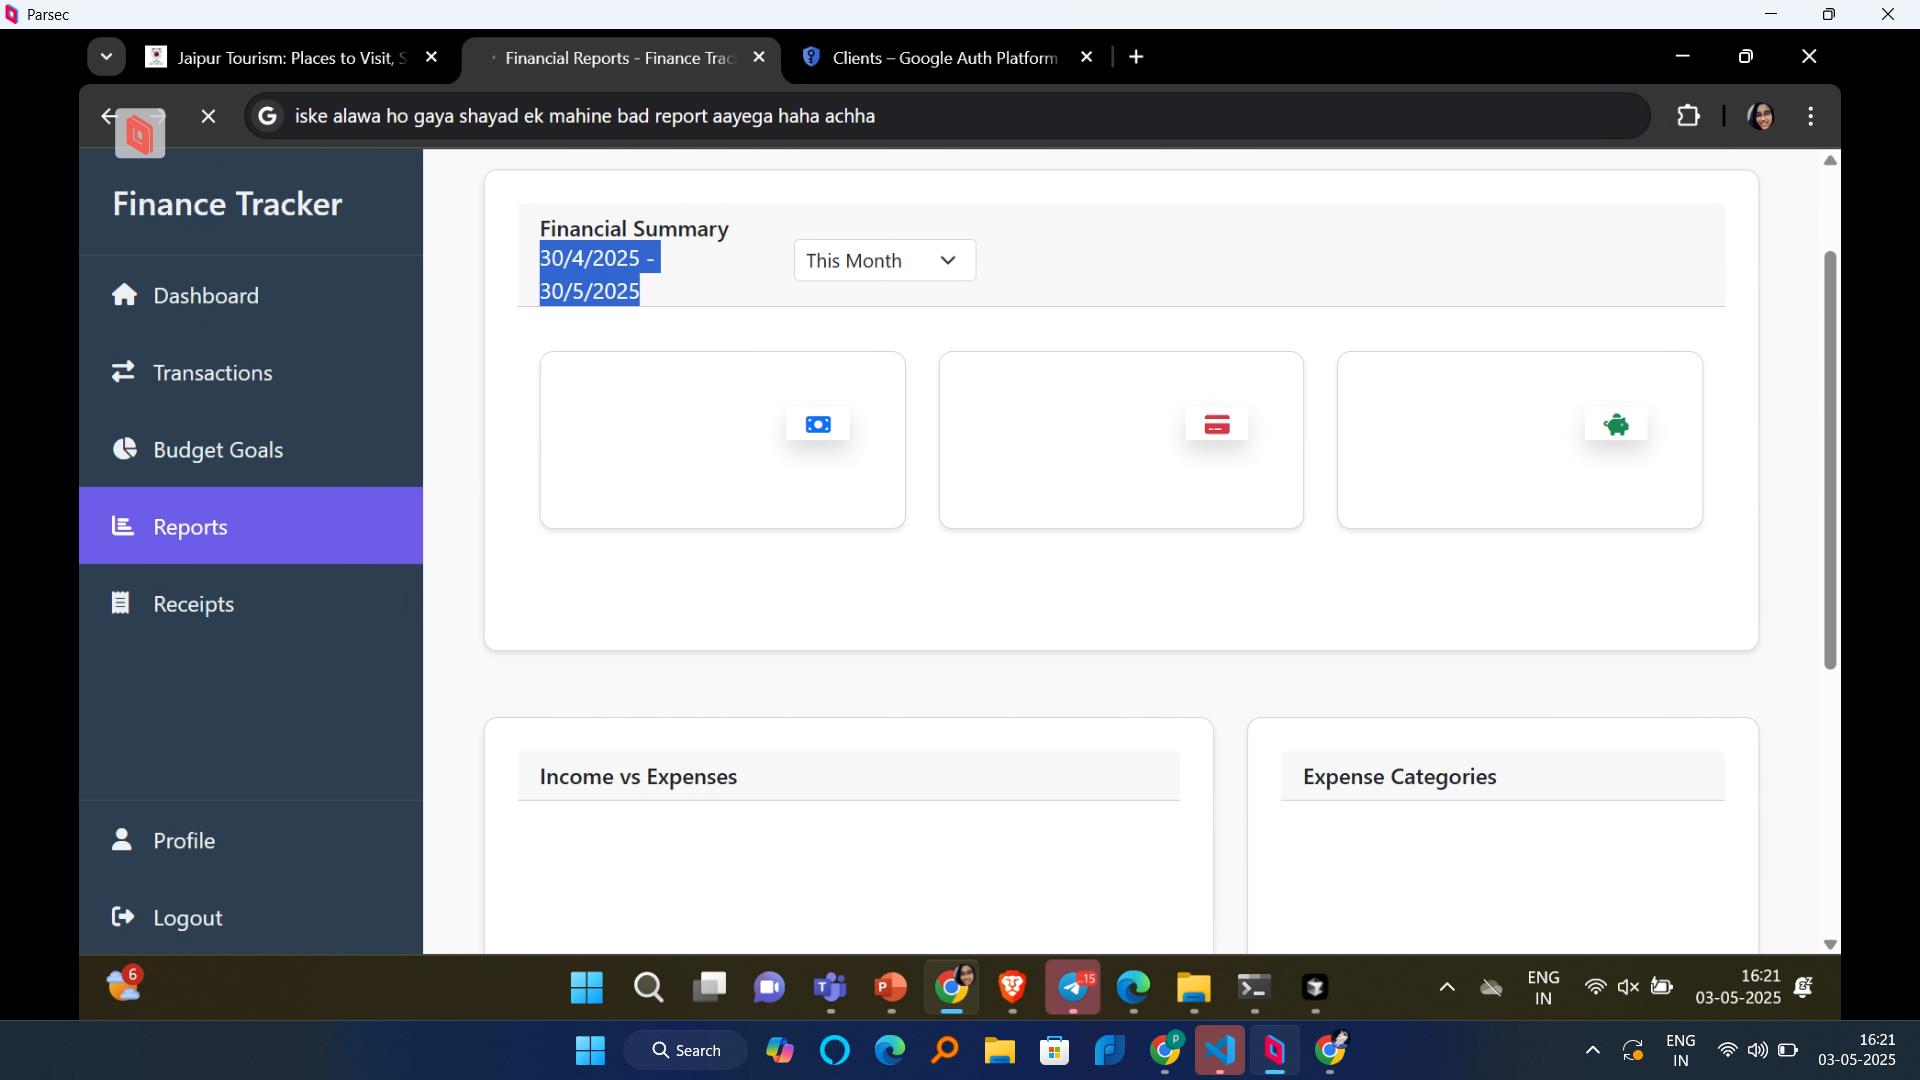 Parsec
Jaipur Tourism: Places to Visit, S
Financial Reports - Finance Trac
Clients – Google Auth Platform
iske alawa ho gaya shayad ek mahine bad report aayega haha achha
Finance Tracker
Dashboard
Transactions
Budget Goals
Reports
Receipts
Profile
Logout
Financial Summary
30/4/2025 -
30/5/2025
This Month
Income vs Expenses
Expense Categories
6
15
ENG
IN
16:21
03-05-2025
Search
ENG
IN
16:21
03-05-2025